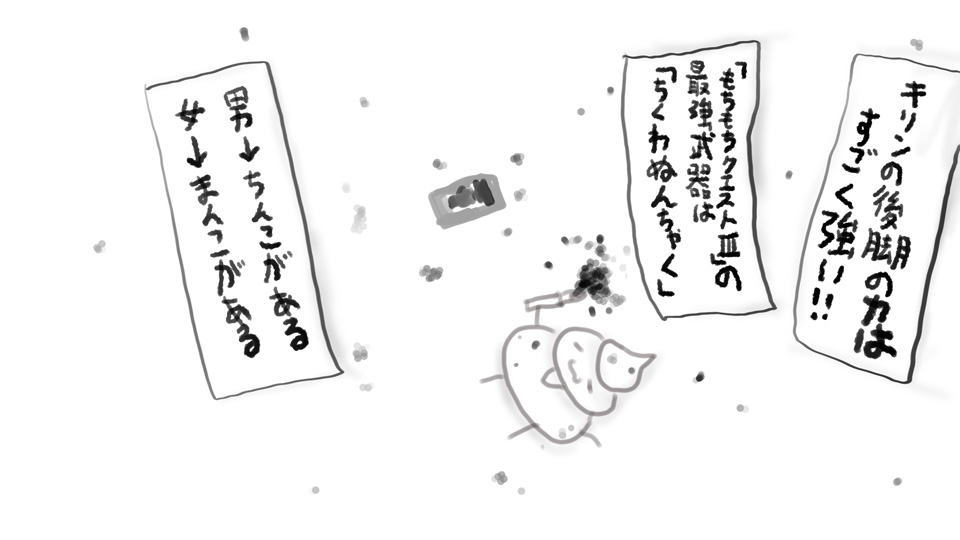 キリンの後脚の力は
すごく強い!!
「もちもちクエストⅢ」の
最強武器は
「ちくわぬんちゃく」
男→ちんこがある
女→まんこがある